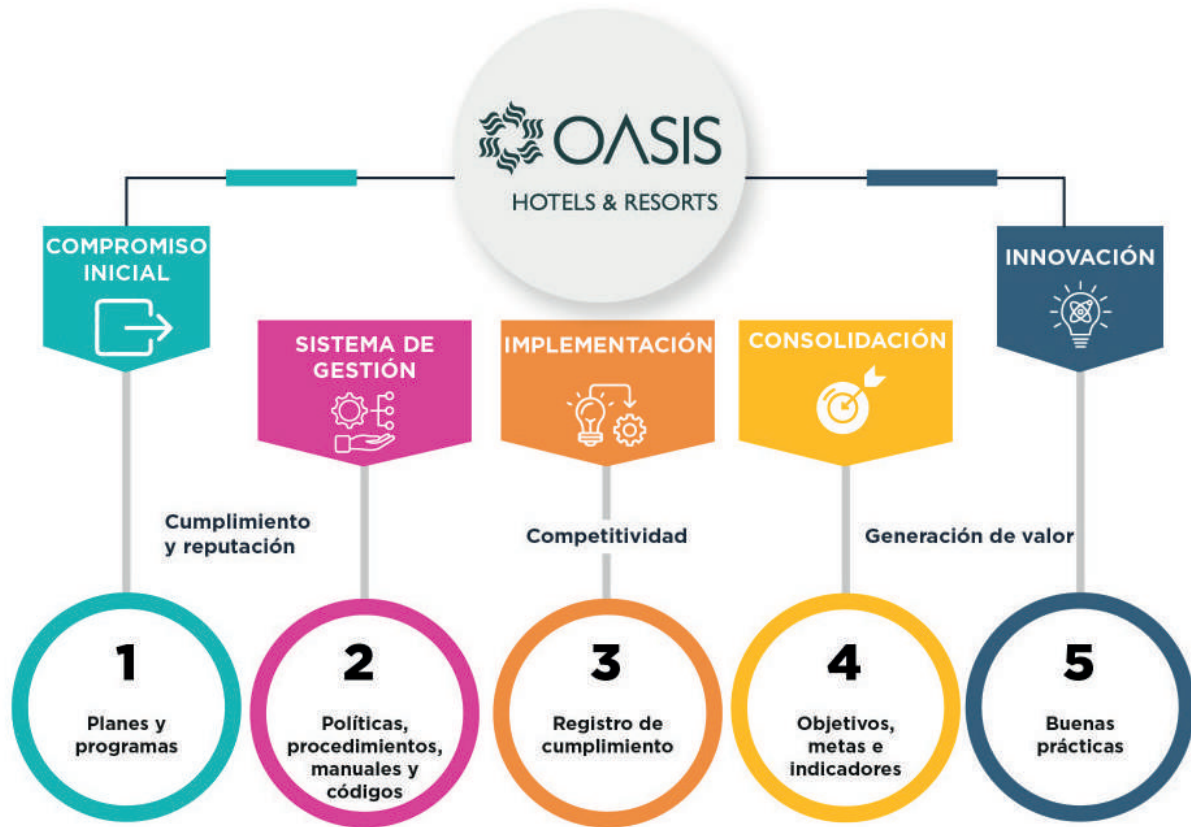 OASIS
HOTELS & RESORTS
COMPROMISO
INICIAL
INNOVACIÓN
SISTEMA DE
GESTIÓN
IMPLEMENTACIÓN
CONSOLIDACIÓN
Cumplimiento
y reputación
Competitividad
Generación de valor
1
Planes y
programas
2
Políticas,
procedimientos,
manuales y
códigos
3
Registro de
cumplimiento
4
Objetivos,
metas e
indicadores
5
Buenas
prácticas